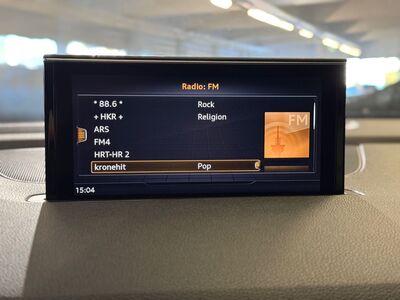 Radio: FM
* 88.6 * Rock
+ HKR + Religion
ARS
FM4
HRT-HR 2
kronehit Pop
FM
15:04